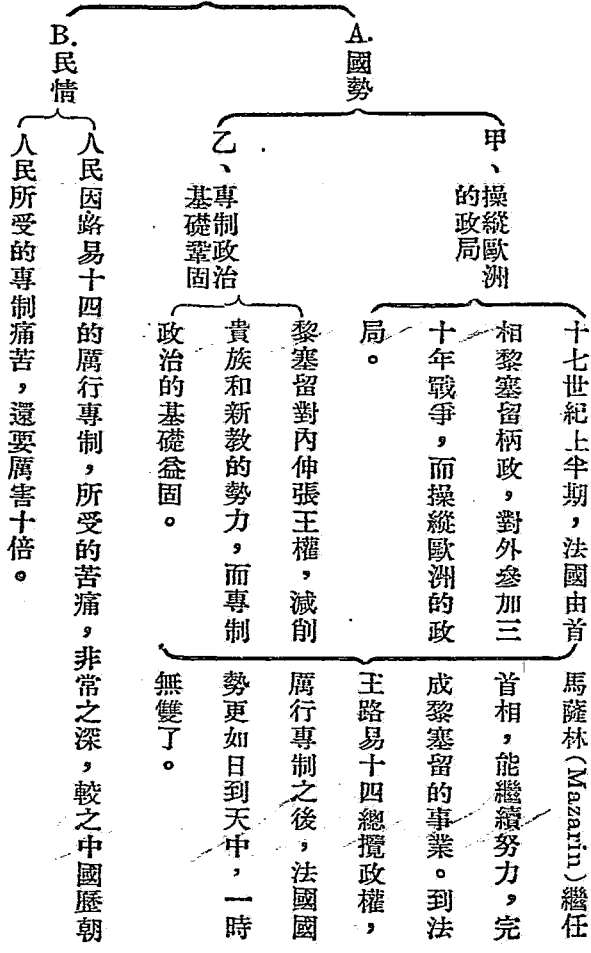 A.國勢
甲、操縱歐洲
的政局
十七世紀上半期，法國由首
相黎塞留柄政，對外參加三
十年戰爭，而操縱歐洲的政
局。
乙、專制政治
基礎鞏固
黎塞留對內伸張王權，減削
貴族和新教的勢力，而專制
政治的基礎益固。
馬薩林(Mazarin)繼任
首相，能繼續努力，完
成黎塞留的事業。到法
王路易十四總攬政權，
厲行專制之後，法國國
勢更如日到天中，一時
無雙了。
B.民情
人民因路易十四的厲行專制，所受的苦痛，非常之深，較之中國歷朝
人民所受的專制痛苦，還要厲害十倍。